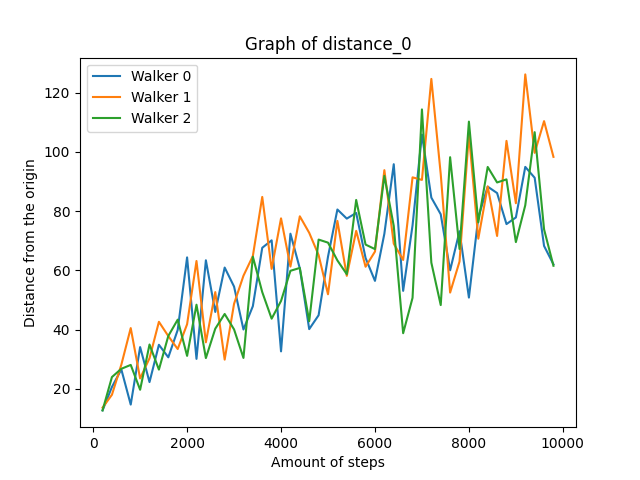 Graph of distance_0
Walker 0
Walker 1
Walker 2
Distance from the origin
120
100
80
60
40
20
0 2000 4000 6000 8000 10000
Amount of steps